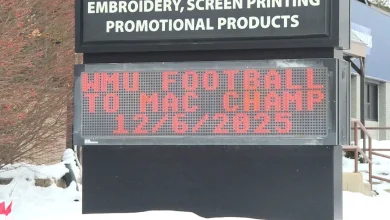 EMBROIDERY, SCREEN PRINTING
PROMOTIONAL PRODUCTS
WMU FOOTBALL
TO MAC CHAMP
12/6/2025